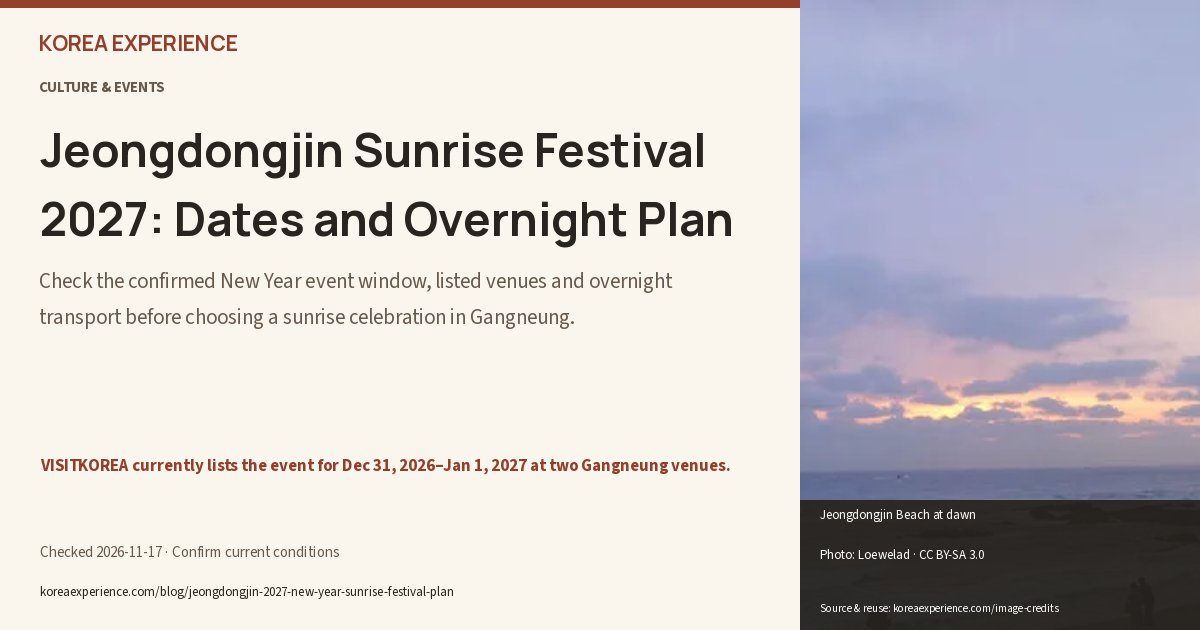 KOREA EXPERIENCE
CULTURE & EVENTS
Jeongdongjin Sunrise Festival
2027: Dates and Overnight Plan
Check the confirmed New Year event window, listed venues and overnight
transport before choosing a sunrise celebration in Gangneung.
VISITKOREA currently lists the event for Dec 31, 2026–Jan 1, 2027 at two Gangneung venues.
Checked 2026-11-17 · Confirm current conditions
koreaexperience.com/blog/jeongdongjin-2027-new-year-sunrise-festival-plan
Jeongdongjin Beach at dawn
Photo: Loewelad · CC BY-SA 3.0
Source & reuse: koreaexperience.com/image-credits